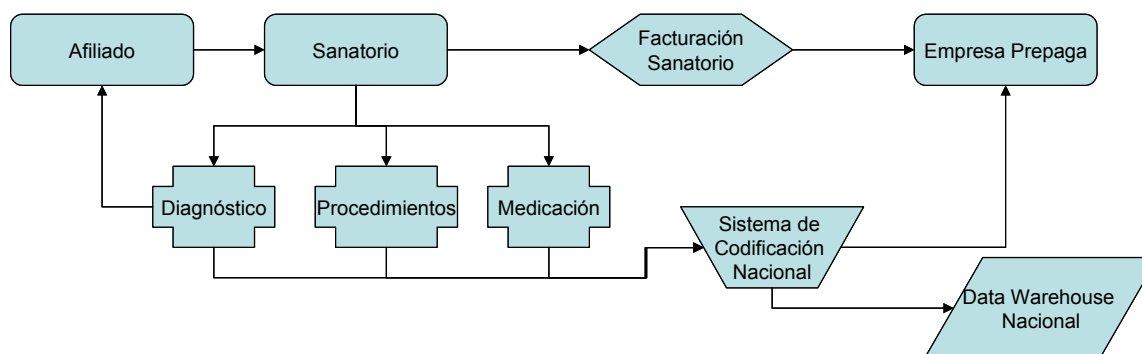 Afiliado
Sanatorio
Facturación
Sanatorio
Empresa Prepaga
Diagnóstico
Procedimientos
Medicación
Sistema de
Codificación
Nacional
Data Warehouse
Nacional